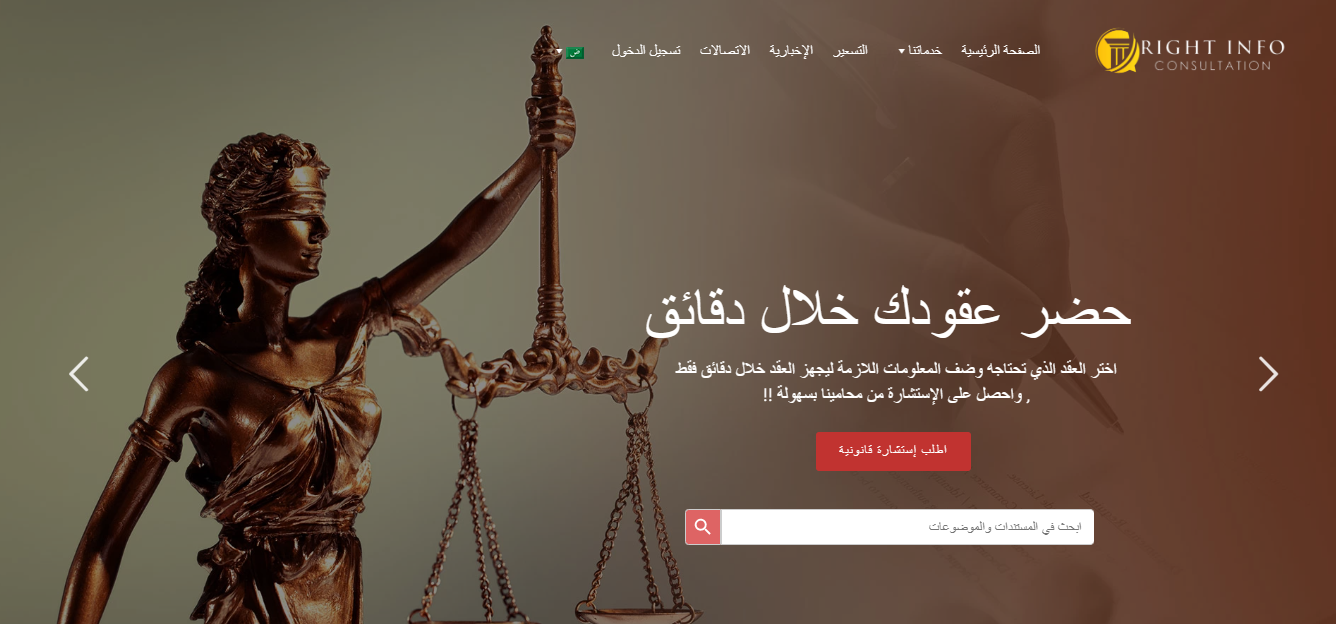 RIGHT INFO
CONSULTATION
الصفحة الرئيسية
خدماتنا
التسعير
الإخبارية
الاتصالات
تسجيل الدخول
ض
حضر عقودك خلال دقائق
اختر العقد الذي تحتاجه وضف المعلومات اللازمة ليجهز العقد خلال دقائق فقط
, واحصل على الإستشارة من محامينا بسهولة !!
اطلب إستشارة قانونية
ابحث في المستندات والموضوعات